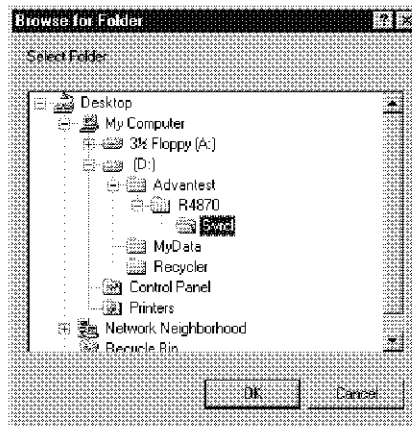 Browse for Folder
Select Folder
Desktop
My Computer
3½ Floppy (A:)
(D:)
Advantest
R4870
MyData
Recycler
Control Panel
Printers
Network Neighborhood
Recycle Bin
OK
Cancel